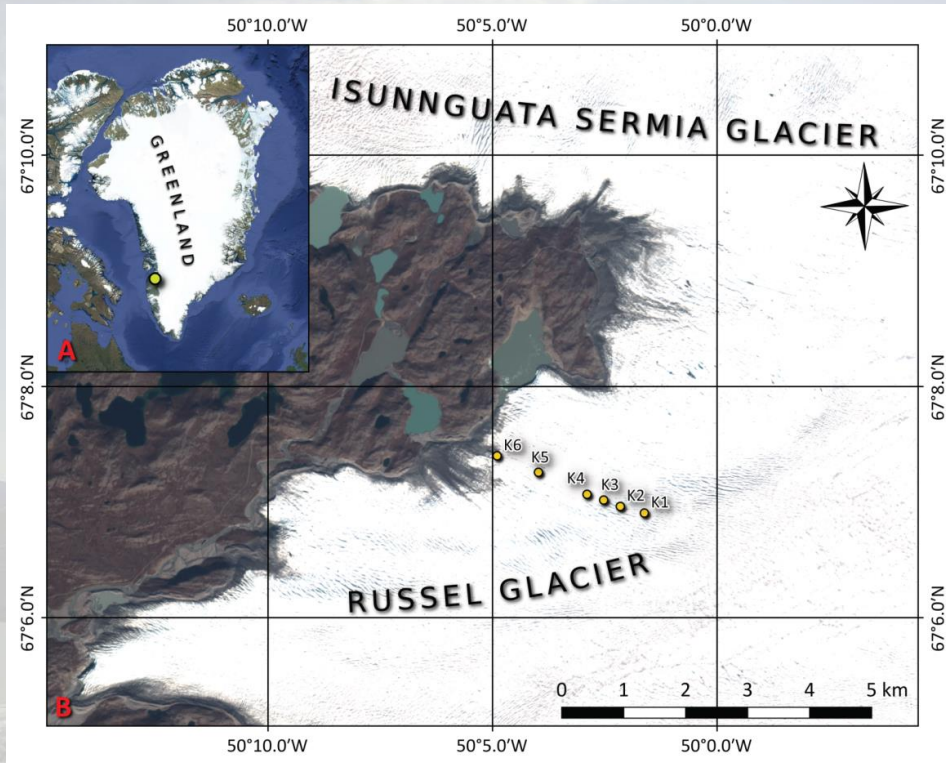 50°10.0'W 50°5.0'W 50°0.0'W
ISUNNGUATA SERMIA GLACIER
GREENLAND
67°10.0'N 67°10.0'N
A
67°8.0'N 67°8.0'N
K6
K5
K4
K3
K2
K1
RUSSEL GLACIER
67°6.0'N 67°6.0'N
B
0 1 2 3 4 5 km
50°10.0'W 50°5.0'W 50°0.0'W